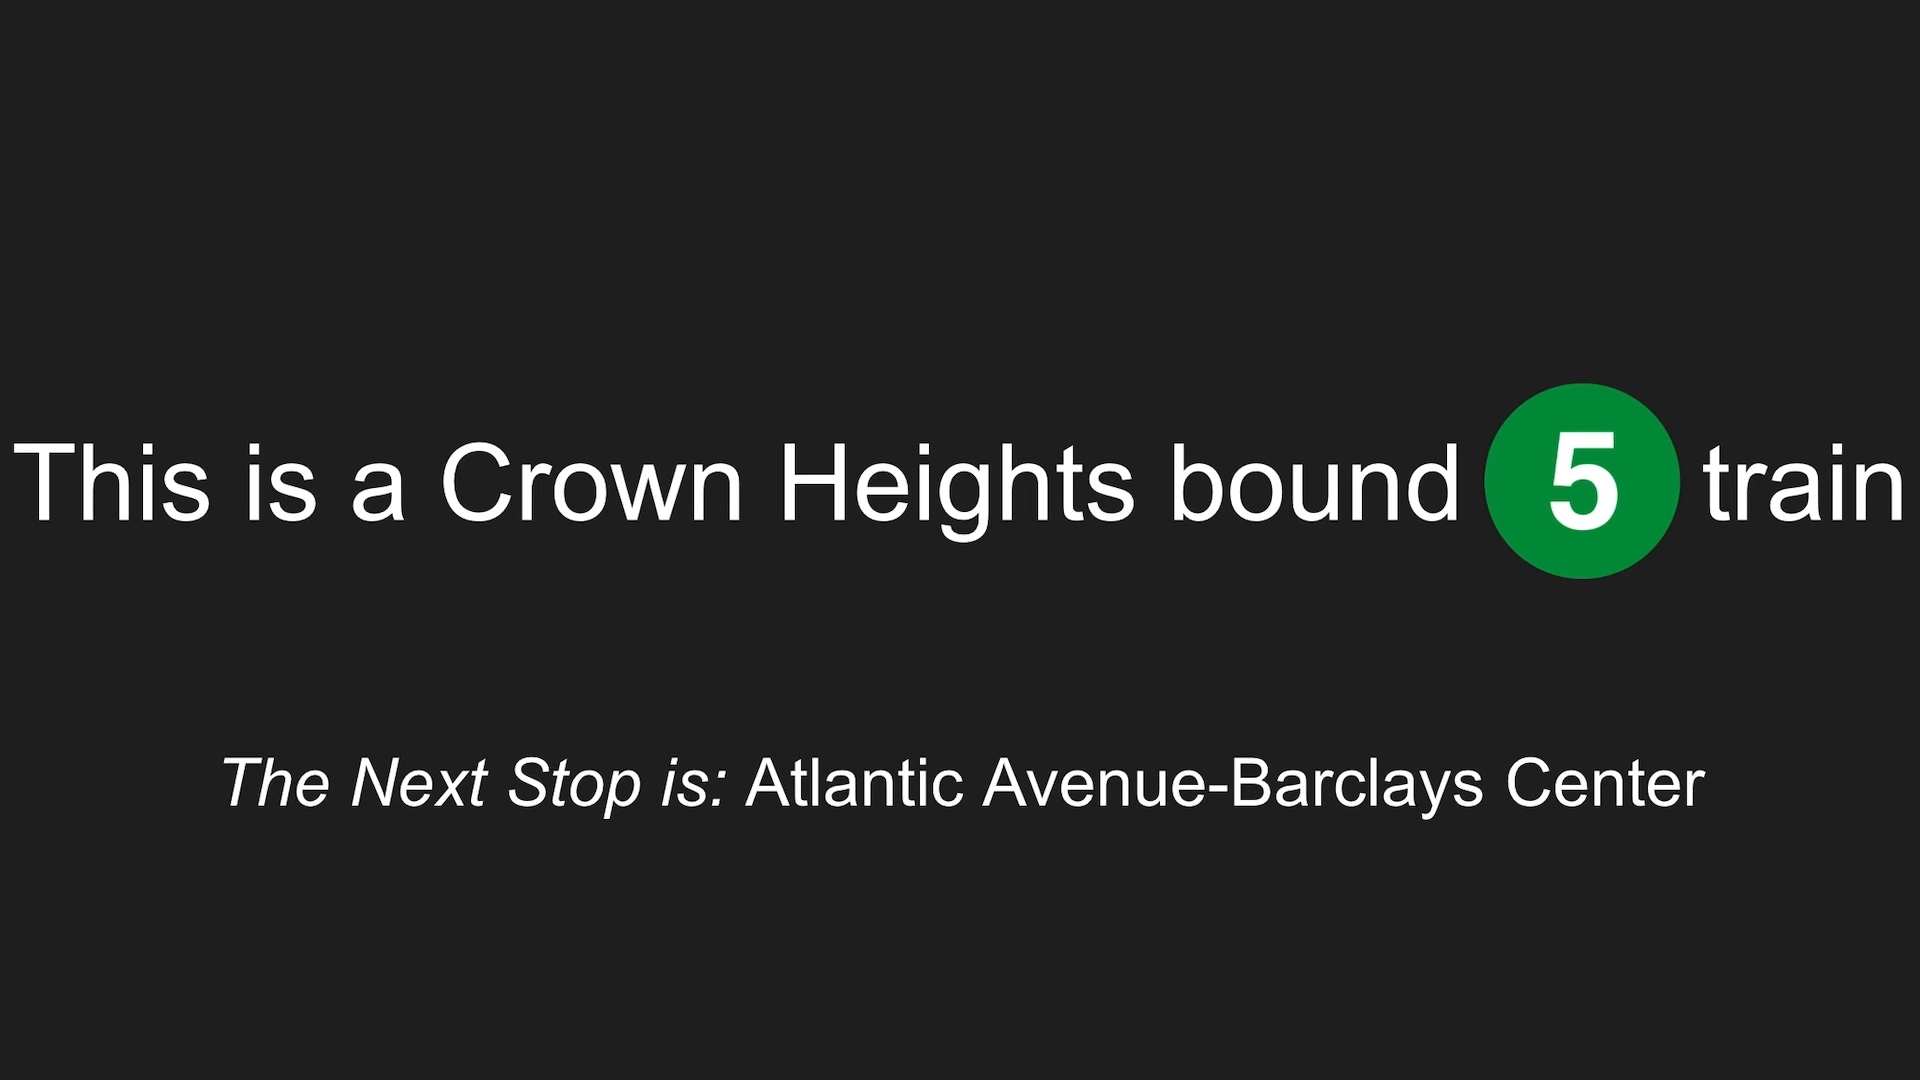 This is a Crown Heights bound 5 train
The Next Stop is: Atlantic Avenue-Barclays Center